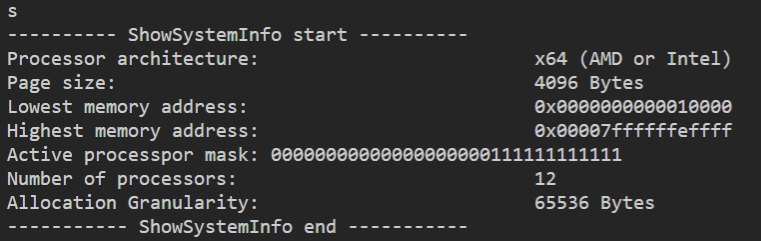 s
---------- ShowSystemInfo start ----------
Processor architecture: x64 (AMD or Intel)
Page size: 4096 Bytes
Lowest memory address: 0x0000000000010000
Highest memory address: 0x00007ffffffeffff
Active processpor mask: 00000000000000000000111111111111
Number of processors: 12
Allocation Granularity: 65536 Bytes
----------- ShowSystemInfo end -----------